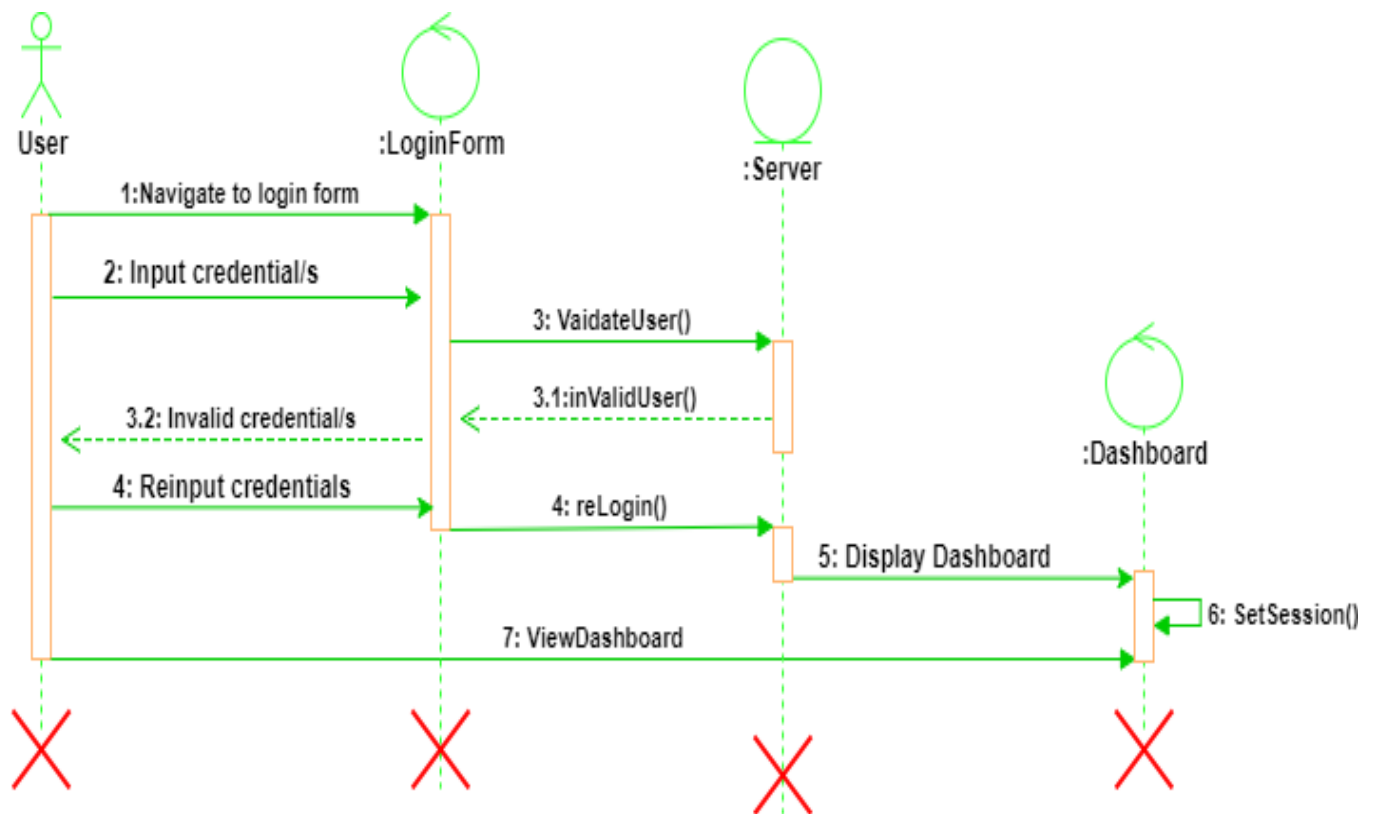 User
:LoginForm
:Server
1:Navigate to login form
2: Input credential/s
3: VaidateUser()
3.1:inValidUser()
3.2: Invalid credential/s
:Dashboard
4: Reinput credentials
4: reLogin()
5: Display Dashboard
6: SetSession()
7: ViewDashboard